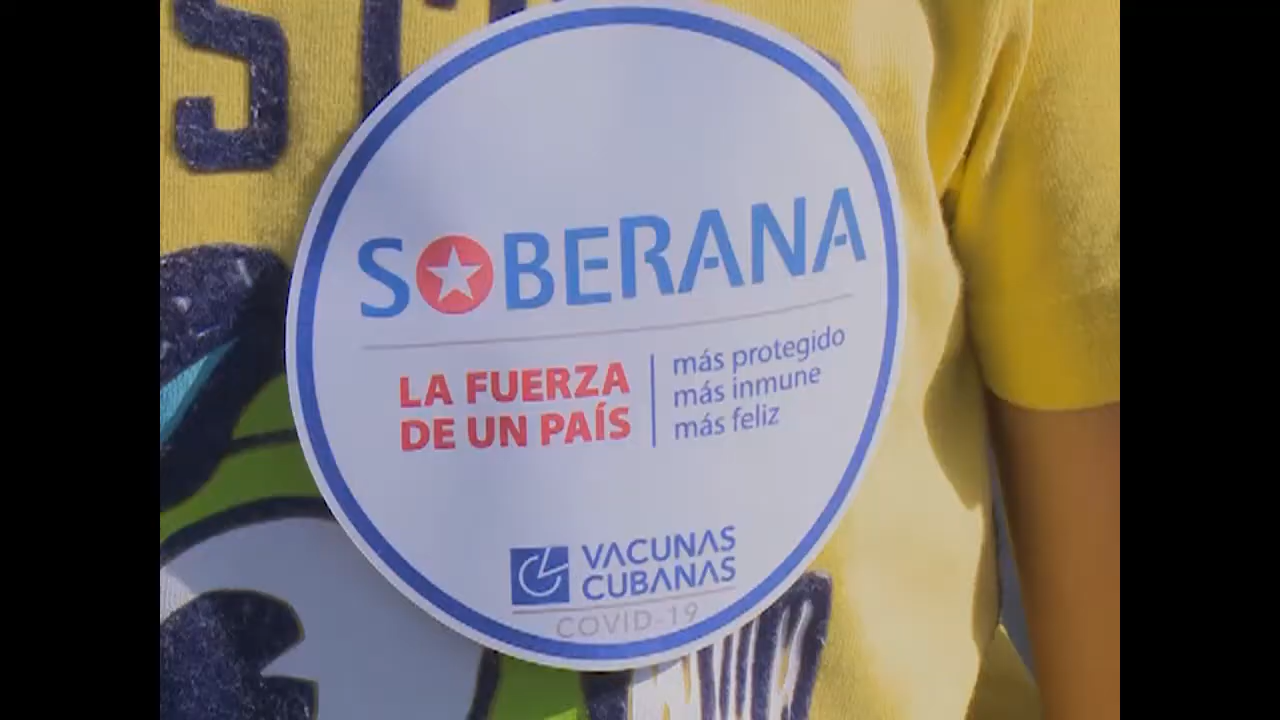 SOBERANA
LA FUERZA
DE UN PAÍS
más protegido
más inmune
más feliz
VACUNAS
CUBANAS
COVID-19